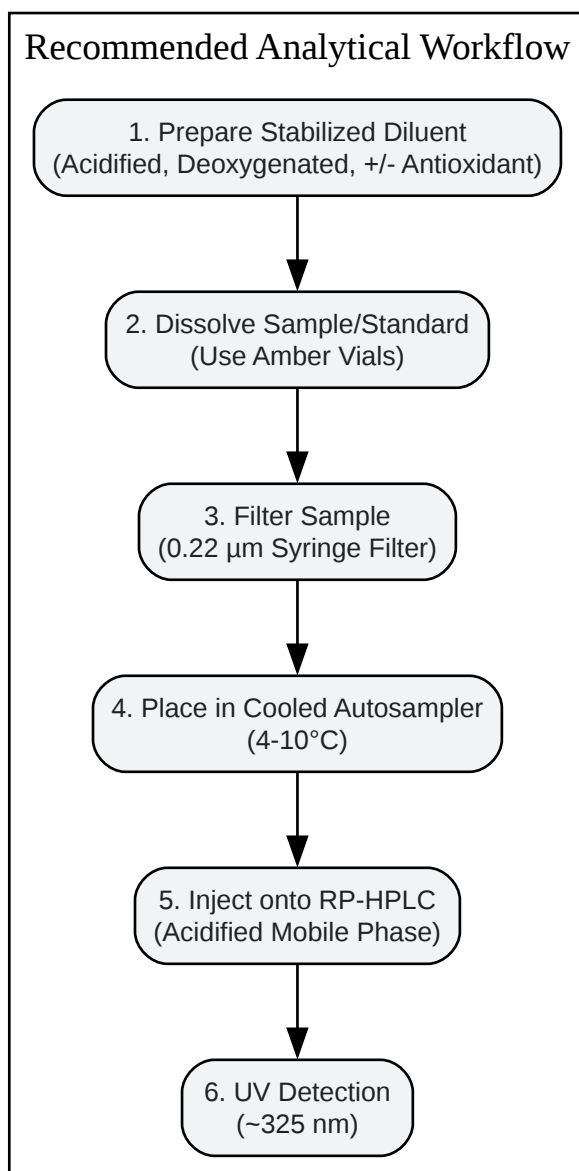 Recommended Analytical Workflow
1. Prepare Stabilized Diluent
(Acidified, Deoxygenated, +/- Antioxidant)
2. Dissolve Sample/Standard
(Use Amber Vials)
3. Filter Sample
(0.22 µm Syringe Filter)
4. Place in Cooled Autosampler
(4-10°C)
5. Inject onto RP-HPLC
(Acidified Mobile Phase)
6. UV Detection
(~325 nm)